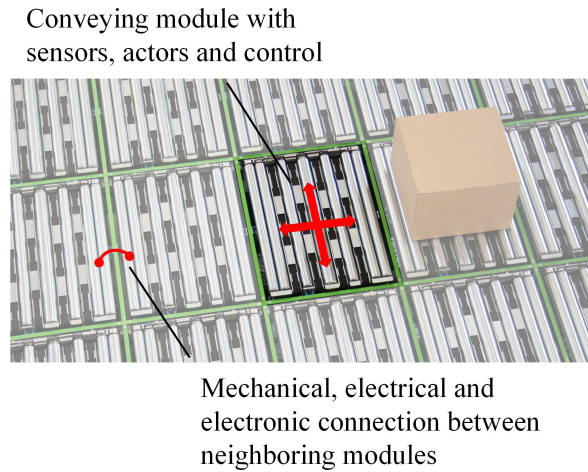 Conveying module with
sensors, actors and control
Mechanical, electrical and
electronic connection between
neighboring modules